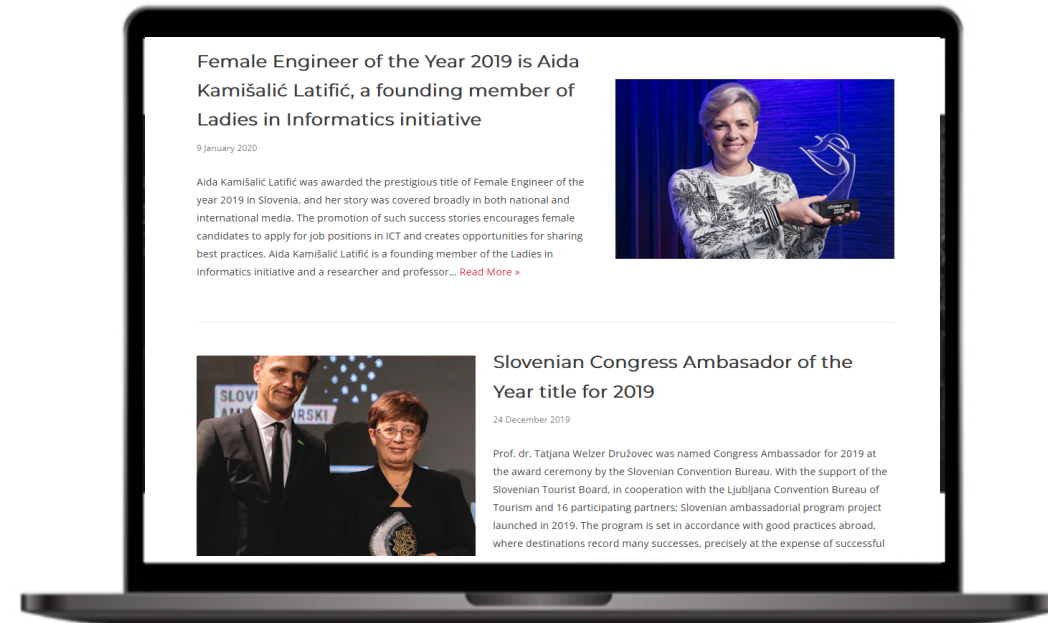 Female Engineer of the Year 2019 is Aida
Kamišalić Latifić, a founding member of
Ladies in Informatics initiative
9 January 2020
Aida Kamišalić Latifić was awarded the prestigious title of Female Engineer of the
year 2019 in Slovenia, and her story was covered broadly in both national and
international media. The promotion of such success stories encourages female
candidates to apply for job positions in ICT and creates opportunities for sharing
best practices. Aida Kamišalić Latifić is a founding member of the Ladies in
Informatics initiative and a researcher and professor... Read More »
2019
Slovenian Congress Ambasador of the
Year title for 2019
24 December 2019
Prof. dr. Tatjana Welzer Družovec was named Congress Ambassador for 2019 at
the award ceremony by the Slovenian Convention Bureau. With the support of the
Slovenian Tourist Board, in cooperation with the Ljubljana Convention Bureau of
Tourism and 16 participating partners; Slovenian ambassadorial program project
launched in 2019. The program is set in accordance with good practices abroad,
where destinations record many successes, precisely at the expense of successful